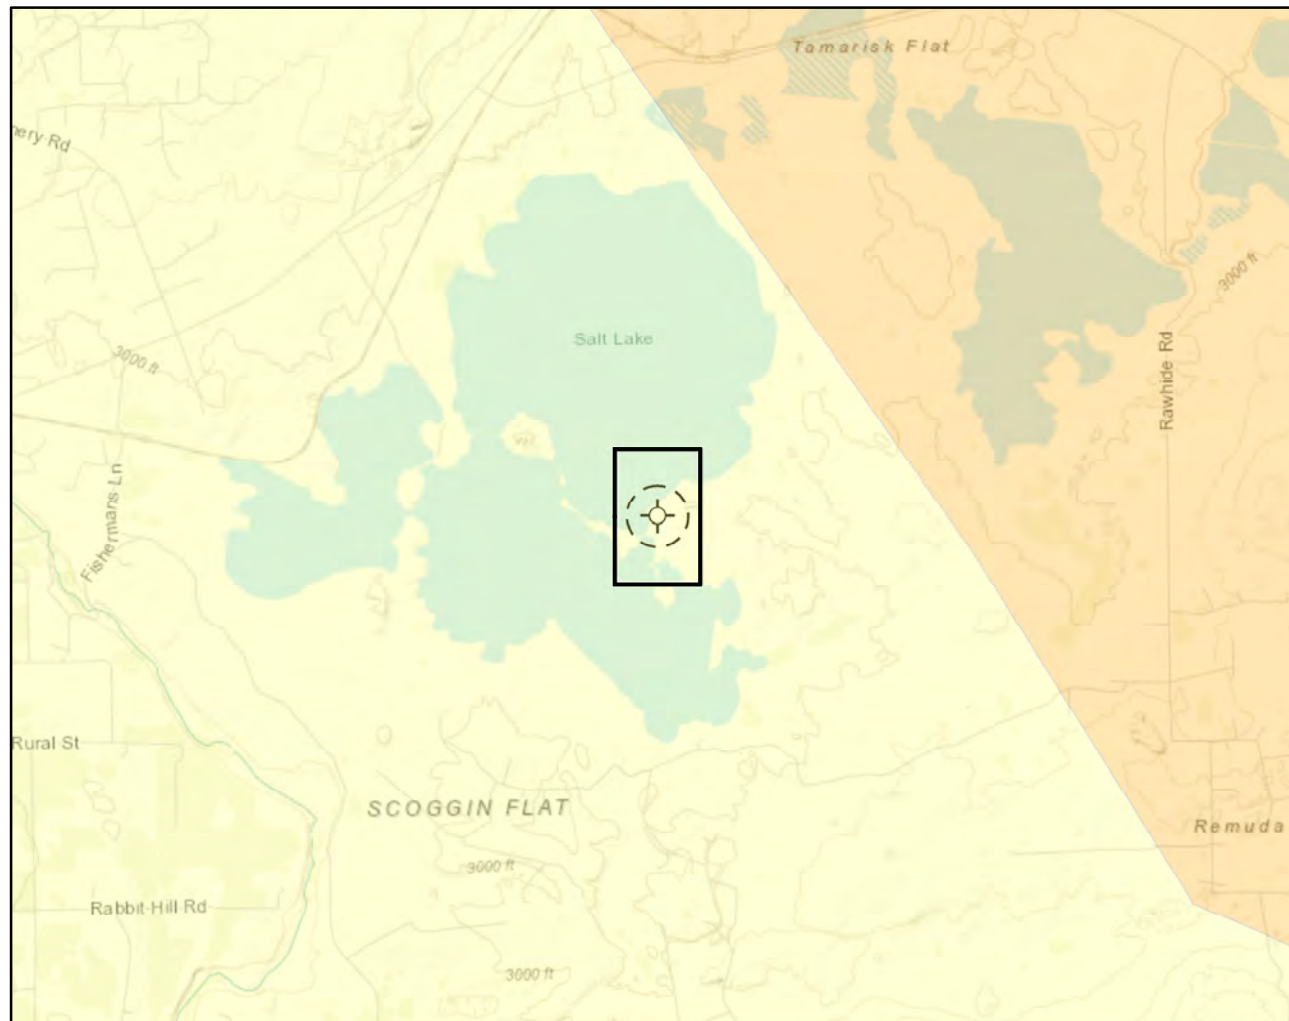 Tamarisk Flat
nery Rd
3000 ft
Salt Lake
Rawhide Rd
3000 ft
Fishermans Ln
Rural St
SCOGGIN FLAT
Remuda
3000 ft
Rabbit Hill Rd
3000 ft